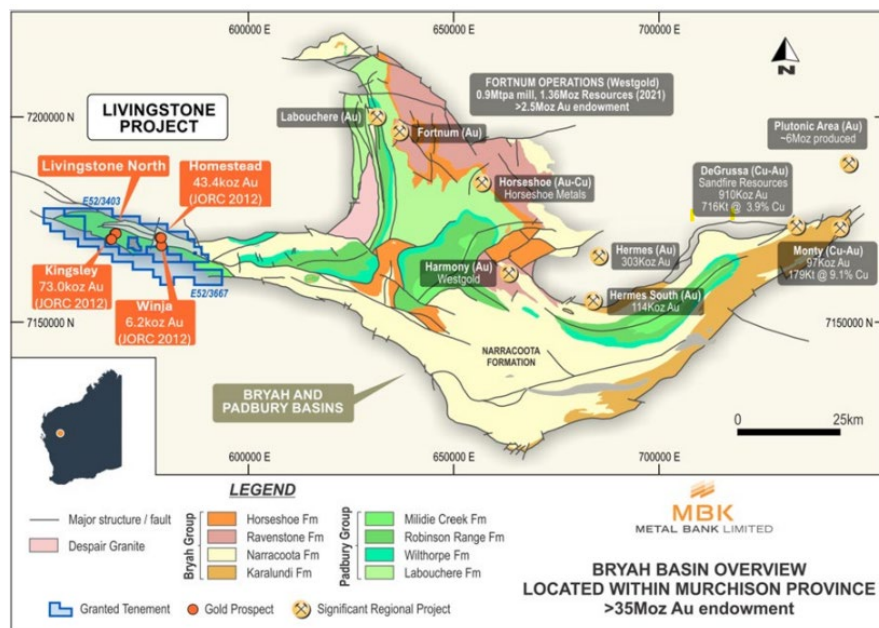 600000 E
650000 E
700000 E
7200000 N
LIVINGSTONE
PROJECT
FORTNUM OPERATIONS (Westgold)
0.9Mtpa mill, 1.36Moz Resources (2021)
>2.5Moz Au endowment
N
Labouchere (Au)
Fortnum (Au)
Plutonic Area (Au)
~6Moz produced
Livingstone North
Homestead
43.4koz Au
(JORC 2012)
Horseshoe (Au-Cu)
Horseshoe Metals
DeGrussa (Cu-Au)
Sandfire Resources
910Koz Au
716Kt @ 3.9% Cu
E52/3403
Kingsley
73.0koz Au
(JORC 2012)
Winja
6.2koz Au
(JORC 2012)
E52/3667
Harmony (Au)
Westgold
Hermes (Au)
303Koz Au
Monty (Cu-Au)
97Koz Au
179Kt @ 9.1% Cu
Hermes South (Au)
114Koz Au
7150000 N
7150000 N
NARRACOOTA
FORMATION
BRYAH AND
PADBURY BASINS
0
25km
600000 E
650000 E
700000 E
LEGEND
Major structure / fault
Despair Granite
Bryah Group
Horseshoe Fm
Ravenstone Fm
Narracoota Fm
Karalundi Fm
Padbury Group
Milidie Creek Fm
Robinson Range Fm
Wilthorpe Fm
Labouchere Fm
Granted Tenement
Gold Prospect
Significant Regional Project
MBK
METAL BANK LIMITED
BRYAH BASIN OVERVIEW
LOCATED WITHIN MURCHISON PROVINCE
>35Moz Au endowment